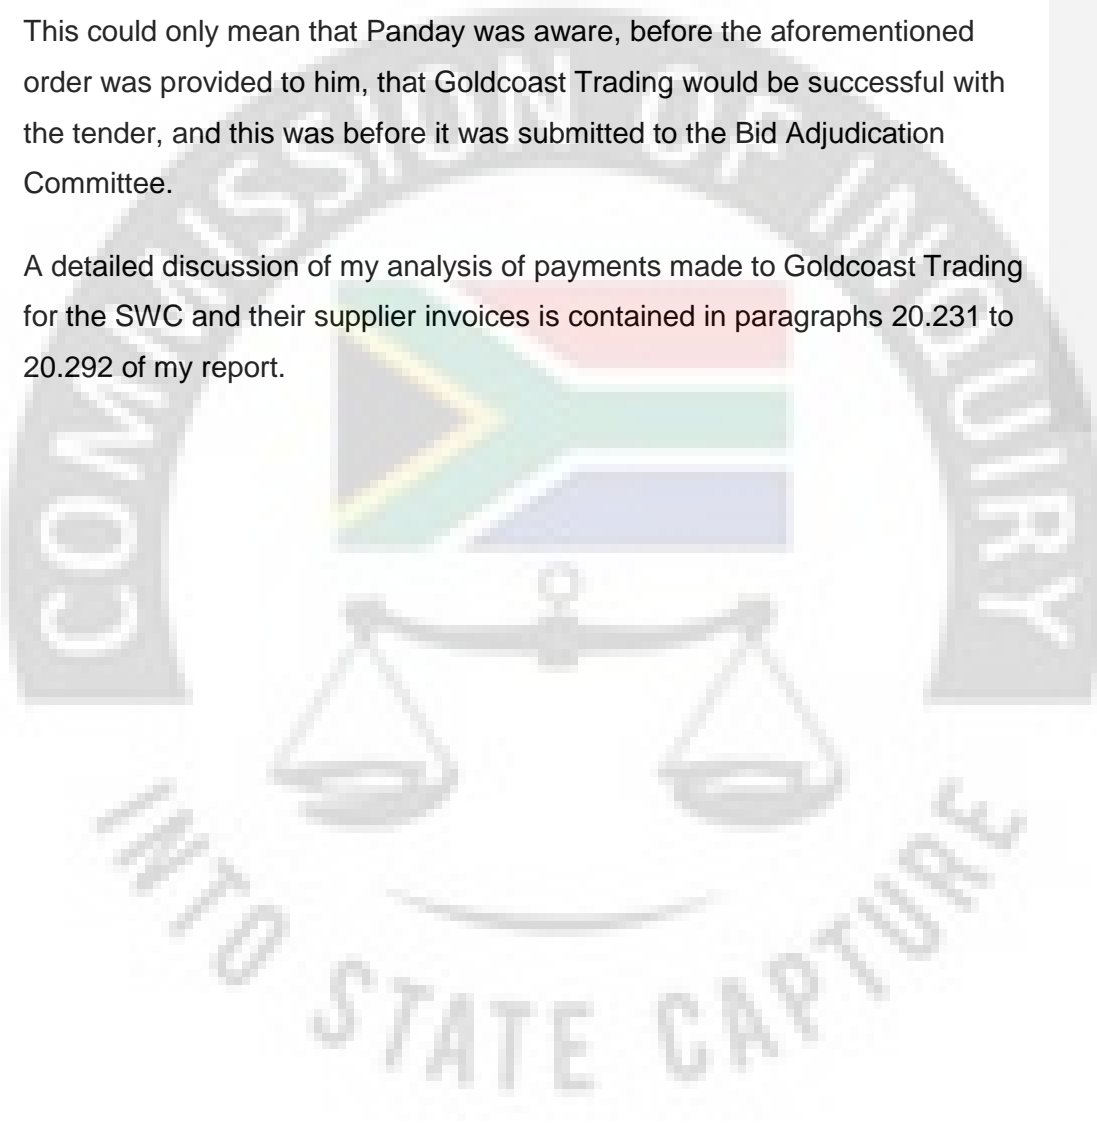 This could only mean that Panday was aware, before the aforementioned
order was provided to him, that Goldcoast Trading would be successful with
the tender, and this was before it was submitted to the Bid Adjudication
Committee.
A detailed discussion of my analysis of payments made to Goldcoast Trading
for the SWC and their supplier invoices is contained in paragraphs 20.231 to
20.292 of my report.
COMMISSION OF INQUIRY
INTO STATE CAPTURE